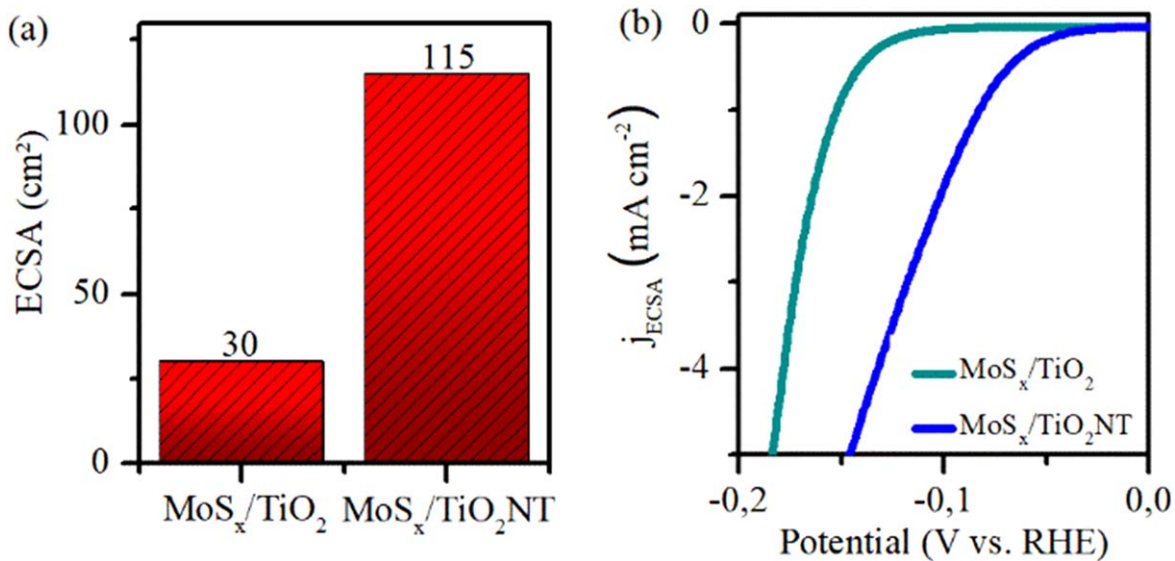 (a)
ECSA (cm²)
100
50
0
30
115
MoSₓ/TiO₂
MoSₓ/TiO₂NT
(b)
j_ECSA (mA cm⁻²)
0
-2
-4
MoSₓ/TiO₂
MoSₓ/TiO₂NT
-0,2
-0,1
0,0
Potential (V vs. RHE)